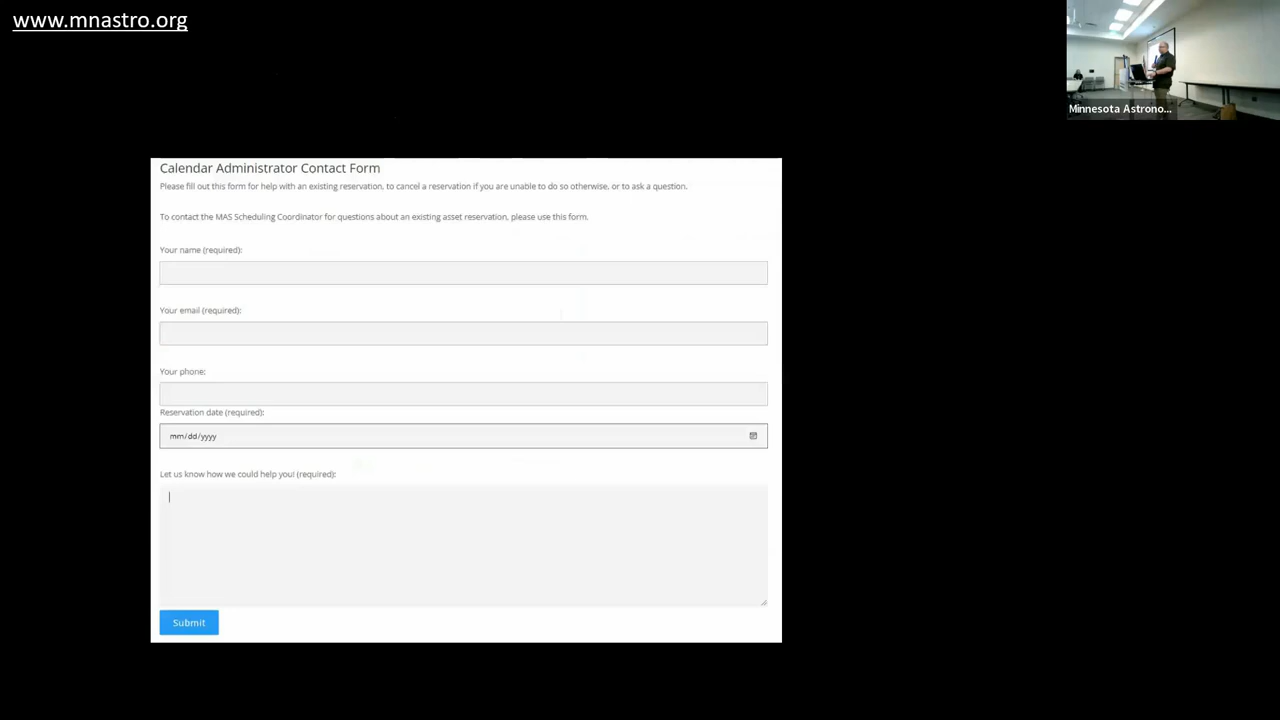 www.mnastro.org
Minnesota Astrono...
Calendar Administrator Contact Form
Please fill out this form for help with an existing reservation, to cancel a reservation if you are unable to do so otherwise, or to ask a question.
To contact the MAS Scheduling Coordinator for questions about an existing asset reservation, please use this form.
Your name (required):
Your email (required):
Your phone:
Reservation date (required):
mm/dd/yyyy
Let us know how we could help you! (required):
Submit